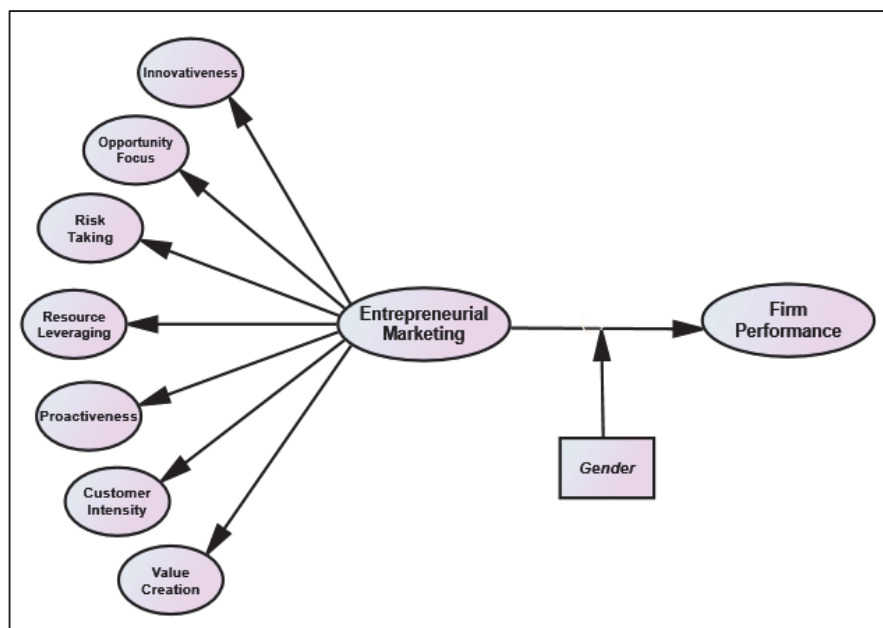 Innovativeness
Opportunity
Focus
Risk
Taking
Resource
Leveraging
Proactiveness
Customer
Intensity
Value
Creation
Entrepreneurial
Marketing
Firm
Performance
Gender